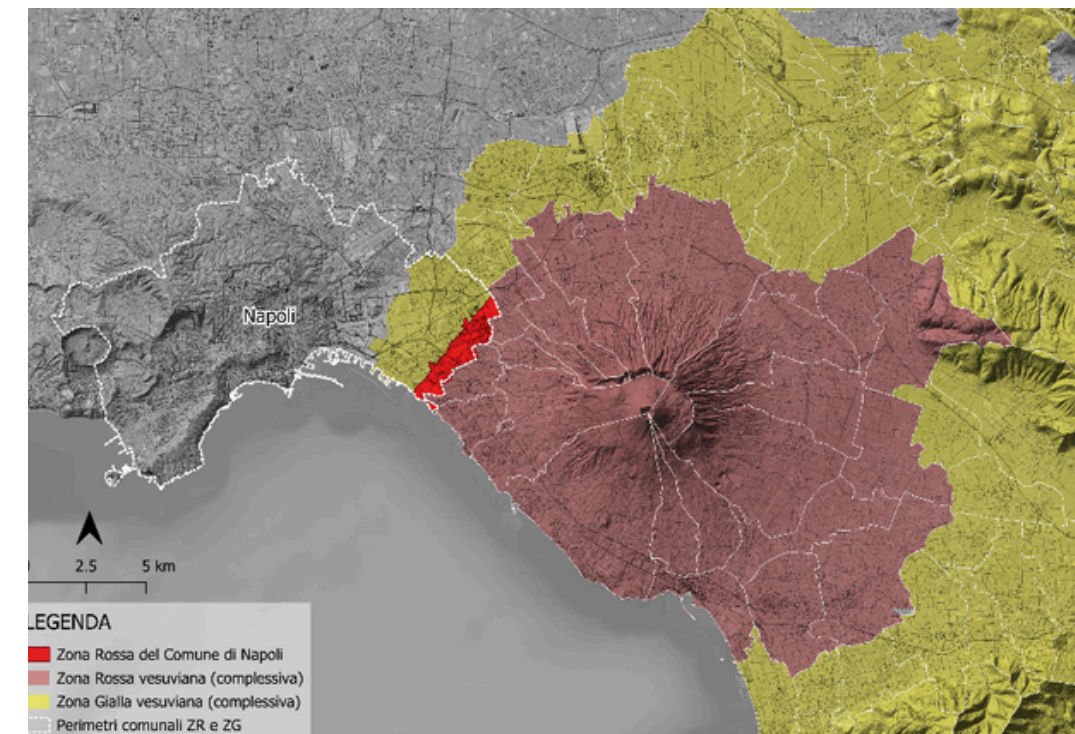 Napoli
2.5 5 km
LEGENDA
Zona Rossa del Comune di Napoli
Zona Rossa vesuviana (complessiva)
Zona Gialla vesuviana (complessiva)
Perimetri comunali ZR e ZG